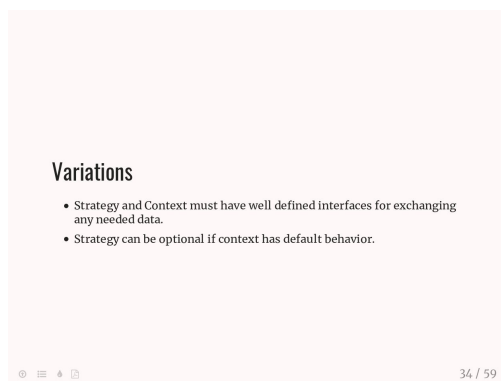 Variations
• Strategy and Context must have well defined interfaces for exchanging
any needed data.
• Strategy can be optional if context has default behavior.
34 / 59